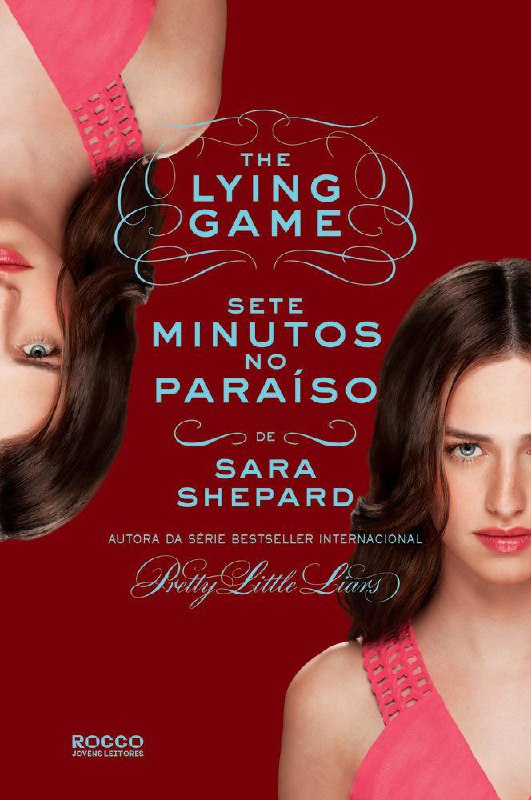 THE
LYING
GAME
SETE
MINUTOS
NO
PARAÍSO
DE
SARA
SHEPARD
AUTORA DA SÉRIE BESTSELLER INTERNACIONAL
Pretty Little Liars
ROCCO
JOVENS LEITORES